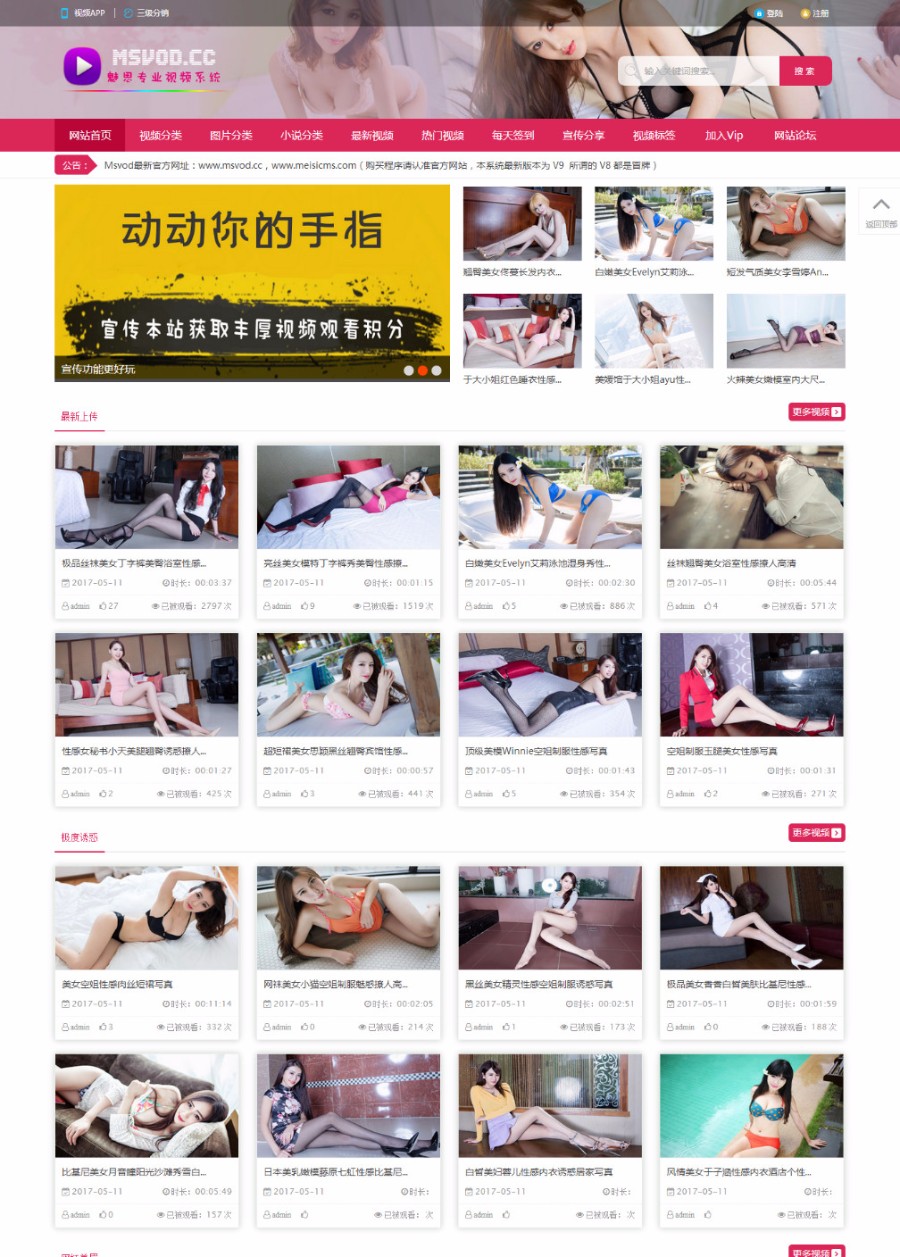 视频APP
三级分销
登陆
注册
MSVOD.CC
魅思专业视频系统
输入关键词搜索...
搜 索
网站首页 视频分类 图片分类 小说分类 最新视频 热门视频 每天签到 宣传分享 视频标签 加入Vip 网站论坛
公告：
Msvod最新官方网址：www.msvod.cc，www.meisicms.com（购买程序请认准官方网站，本系统最新版本为 V9 所谓的 V8 都是冒牌）
动动你的手指
宣传本站获取丰厚视频观看积分
宣传功能更好玩
返回顶部
翘臀美女佟蔓长发内衣...
白嫩美女Evelyn艾莉泳...
短发气质美女李雪婷An...
于大小姐红色睡衣性感...
美媛馆于大小姐ayu性...
火辣美女嫩模室内大尺...
最新上传
更多视频
极品丝袜美女丁字裤美臀浴室性感...
2017-05-11 时长：00:03:37
admin 27 已被观看：2797 次
亮丝美女模特丁字裤秀美臀性感撩...
2017-05-11 时长：00:01:15
admin 9 已被观看：1519 次
白嫩美女Evelyn艾莉泳池湿身秀性...
2017-05-11 时长：00:02:30
admin 5 已被观看：886 次
丝袜翘臀美女浴室性感撩人高清
2017-05-11 时长：00:05:44
admin 4 已被观看：571 次
性感女秘书小天美腿翘臀诱惑撩人...
2017-05-11 时长：00:01:27
admin 2 已被观看：425 次
超短裙美女思颖黑丝翘臀宾馆性感...
2017-05-11 时长：00:00:57
admin 3 已被观看：441 次
顶级美模Winnie空姐制服性感写真
2017-05-11 时长：00:01:43
admin 5 已被观看：354 次
空姐制服玉腿美女性感写真
2017-05-11 时长：00:01:31
admin 2 已被观看：271 次
极度诱惑
更多视频
美女空姐性感肉丝短裙写真
2017-05-11 时长：00:11:14
admin 3 已被观看：332 次
网袜美女小猫空姐制服魅惑撩人高...
2017-05-11 时长：00:02:05
admin 0 已被观看：214 次
黑丝美女精灵性感空姐制服诱惑写真
2017-05-11 时长：00:02:51
admin 1 已被观看：173 次
极品美女香香白皙美肤比基尼性感...
2017-05-11 时长：00:01:59
admin 0 已被观看：188 次
比基尼美女月音瞳阳光沙滩秀雪白...
2017-05-11 时长：00:05:49
admin 0 已被观看：157 次
日本美乳嫩模藤原七虹性感比基尼...
2017-05-11 时长：
admin 已被观看： 次
白皙美妇蓉儿性感内衣诱惑居家写真
2017-05-11 时长：
admin 已被观看： 次
风情美女于子涵性感内衣酒店个性...
2017-05-11 时长：
admin 已被观看： 次
更多视频